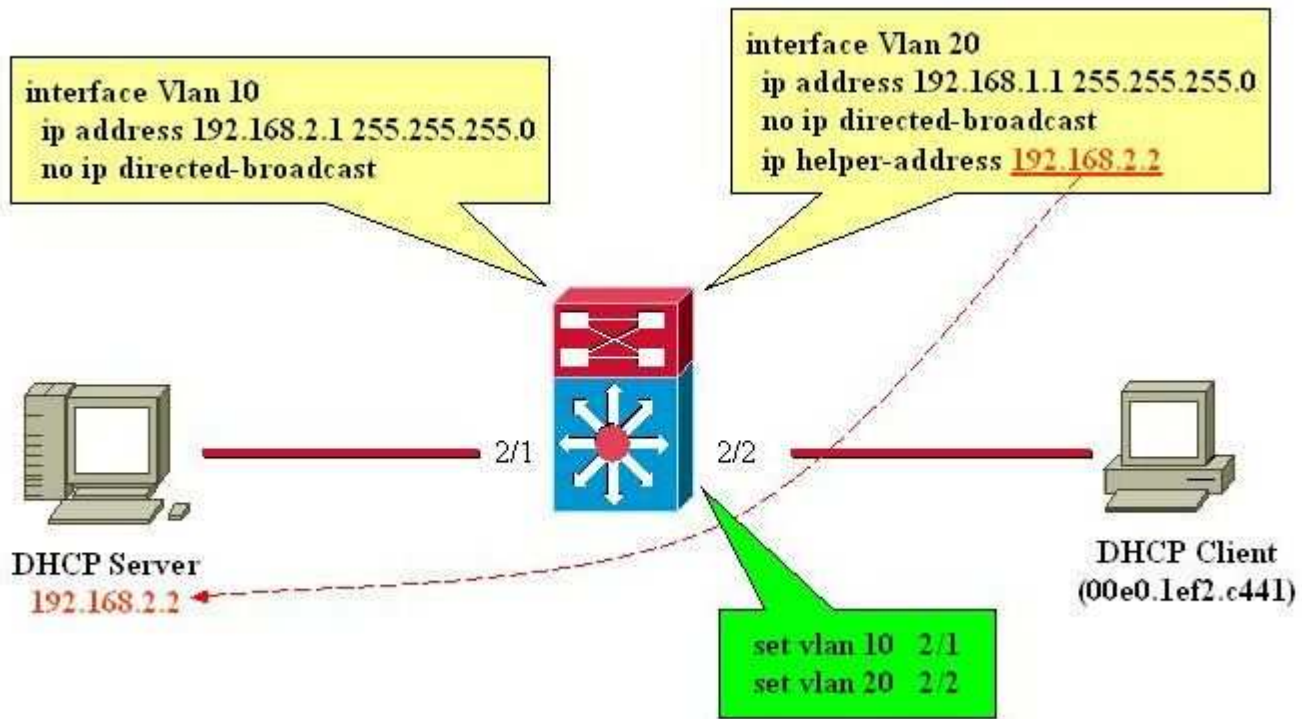 interface Vlan 10
ip address 192.168.2.1 255.255.255.0
no ip directed-broadcast
interface Vlan 20
ip address 192.168.1.1 255.255.255.0
no ip directed-broadcast
ip helper-address 192.168.2.2
2/1
2/2
DHCP Server
192.168.2.2
DHCP Client
(00e0.1ef2.c441)
set vlan 10 2/1
set vlan 20 2/2